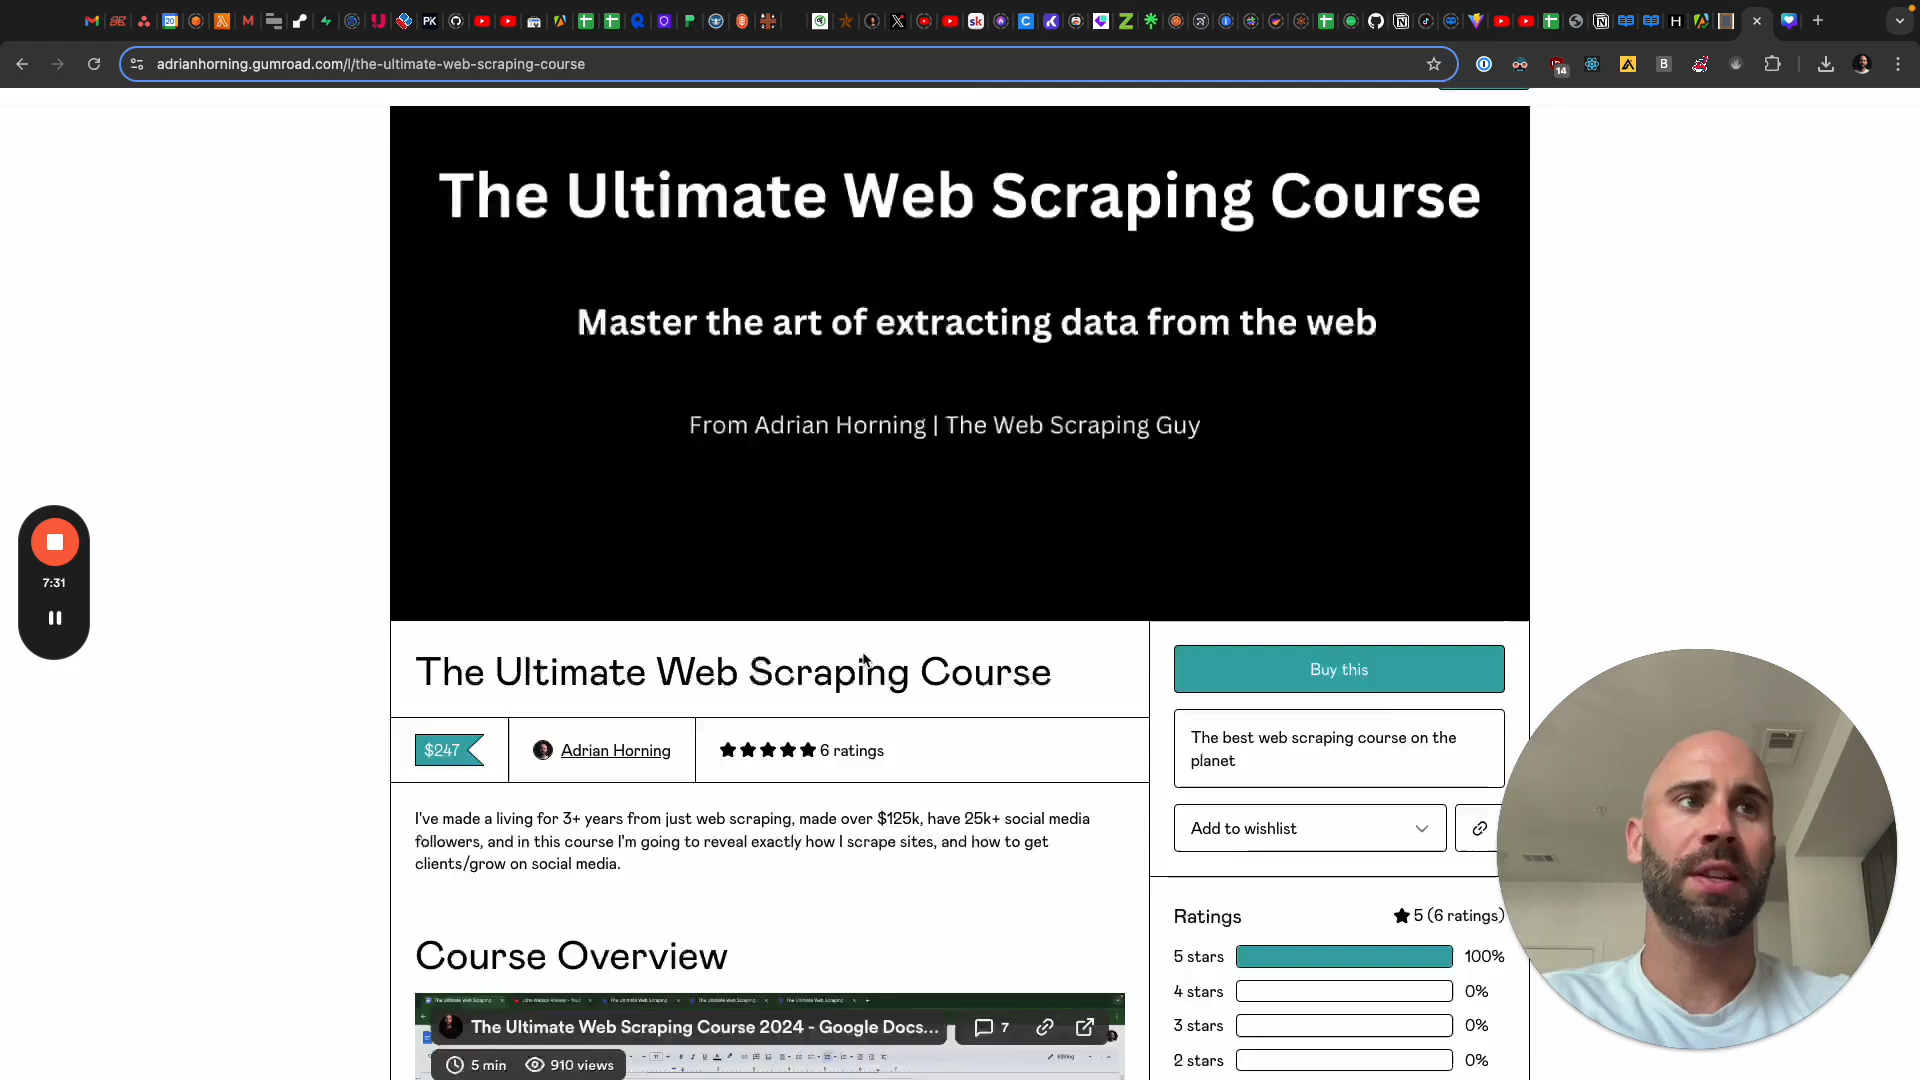 adrianhorning.gumroad.com/l/the-ultimate-web-scraping-course
14
The Ultimate Web Scraping Course
Master the art of extracting data from the web
From Adrian Horning | The Web Scraping Guy
7:31
The Ultimate Web Scraping Course
$247
Adrian Horning
6 ratings
I've made a living for 3+ years from just web scraping, made over $125k, have 25k+ social media
followers, and in this course I'm going to reveal exactly how I scrape sites, and how to get
clients/grow on social media.
Course Overview
The Ultimate Web Scraping Course 2024 - Google Docs...
7
5 min
910 views
Buy this
The best web scraping course on the
planet
Add to wishlist
Ratings
5 (6 ratings)
5 stars
100%
4 stars
0%
3 stars
0%
2 stars
0%